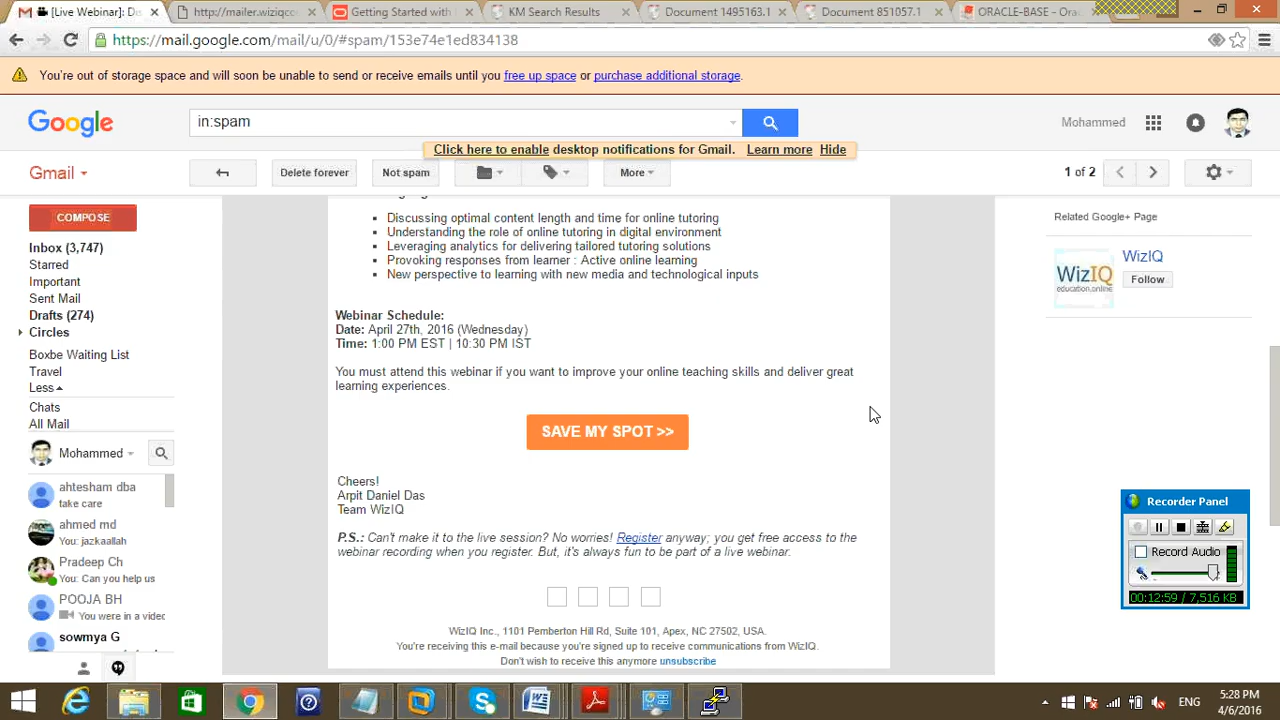 [Live Webinar]: Dis
http://mailer.wiziqco
Getting Started with
KM Search Results
Document 1495163.1
Document 851057.1
ORACLE-BASE - Ora
https://mail.google.com/mail/u/0/#spam/153e74e1ed834138
You're out of storage space and will soon be unable to send or receive emails until you free up space or purchase additional storage.
Google
in:spam
Mohammed
Click here to enable desktop notifications for Gmail. Learn more Hide
Gmail
Delete forever
Not spam
More
1 of 2
COMPOSE
Inbox (3,747)
Starred
Important
Sent Mail
Drafts (274)
Circles
Boxbe Waiting List
Travel
Less
Chats
All Mail
Mohammed
ahtesham dba
take care
ahmed md
You: jazkaallah
Pradeep Ch
You: Can you help us
POOJA BH
You were in a video
sowmya G
Discussing optimal content length and time for online tutoring
Understanding the role of online tutoring in digital environment
Leveraging analytics for delivering tailored tutoring solutions
Provoking responses from learner : Active online learning
New perspective to learning with new media and technological inputs
Webinar Schedule:
Date: April 27th, 2016 (Wednesday)
Time: 1:00 PM EST | 10:30 PM IST
You must attend this webinar if you want to improve your online teaching skills and deliver great
learning experiences.
SAVE MY SPOT >>
Cheers!
Arpit Daniel Das
Team WizIQ
P.S.: Can't make it to the live session? No worries! Register anyway; you get free access to the
webinar recording when you register. But, it's always fun to be part of a live webinar.
WizIQ Inc., 1101 Pemberton Hill Rd, Suite 101, Apex, NC 27502, USA.
You're receiving this e-mail because you're signed up to receive communications from WizIQ.
Don't wish to receive this anymore unsubscribe
Related Google+ Page
WizIQ
education.online
WizIQ
Follow
Recorder Panel
Record Audio
00:12:59 / 7,516 KB
ENG
5:28 PM
4/6/2016